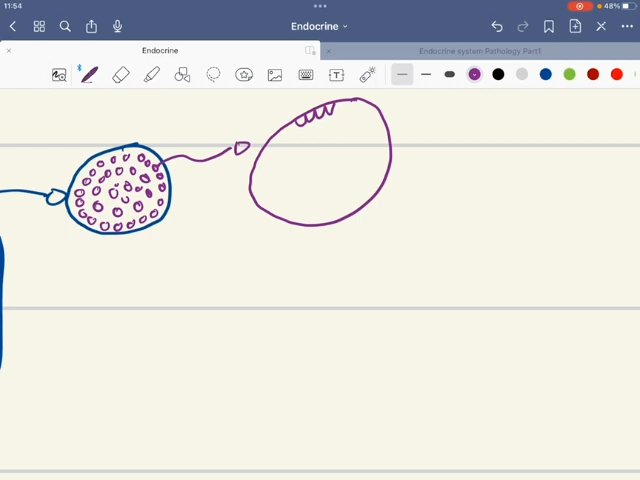 11:54
48%
Endocrine
Endocrine
Endocrine system Pathology Part1
T